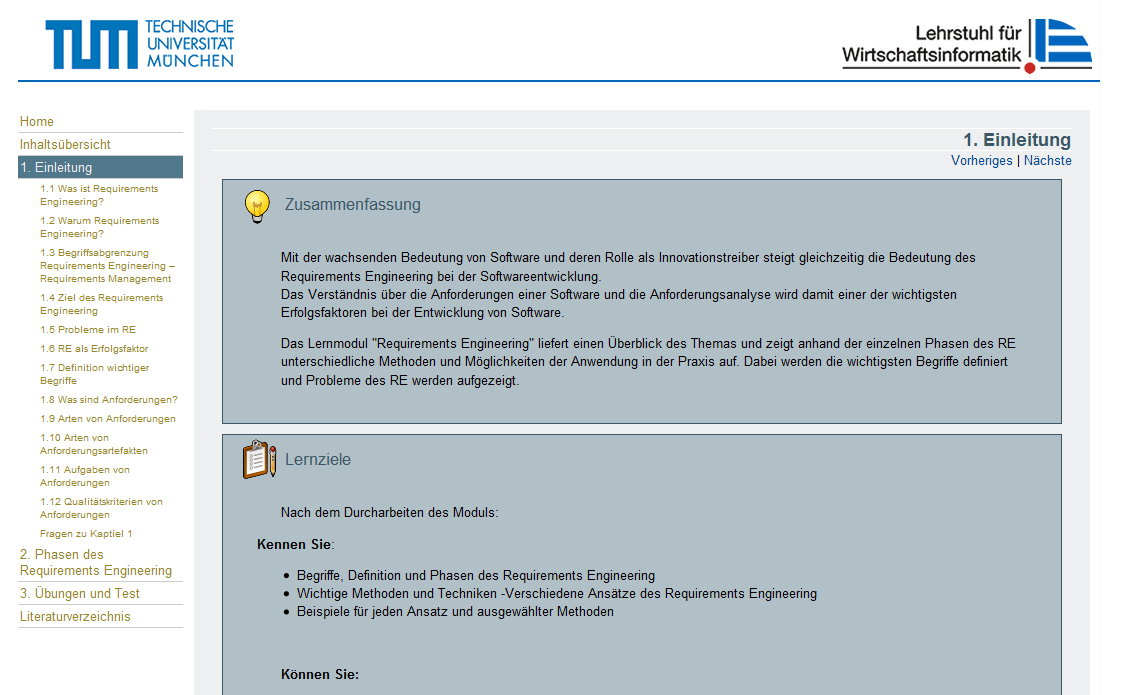 TUM
TECHNISCHE
UNIVERSITÄT
MÜNCHEN
Lehrstuhl für
Wirtschaftsinformatik
Home
Inhaltsübersicht
1. Einleitung
1.1 Was ist Requirements
Engineering?
1.2 Warum Requirements
Engineering?
1.3 Begriffsabgrenzung
Requirements Engineering –
Requirements Management
1.4 Ziel des Requirements
Engineering
1.5 Probleme im RE
1.6 RE als Erfolgsfaktor
1.7 Definition wichtiger
Begriffe
1.8 Was sind Anforderungen?
1.9 Arten von Anforderungen
1.10 Arten von
Anforderungsartefakten
1.11 Aufgaben von
Anforderungen
1.12 Qualitätskriterien von
Anforderungen
Fragen zu Kaptiel 1
2. Phasen des
Requirements Engineering
3. Übungen und Test
Literaturverzeichnis
1. Einleitung
Vorheriges | Nächste
Zusammenfassung
Mit der wachsenden Bedeutung von Software und deren Rolle als Innovationstreiber steigt gleichzeitig die Bedeutung des
Requirements Engineering bei der Softwareentwicklung.
Das Verständnis über die Anforderungen einer Software und die Anforderungsanalyse wird damit einer der wichtigsten
Erfolgsfaktoren bei der Entwicklung von Software.
Das Lernmodul "Requirements Engineering" liefert einen Überblick des Themas und zeigt anhand der einzelnen Phasen des RE
unterschiedliche Methoden und Möglichkeiten der Anwendung in der Praxis auf. Dabei werden die wichtigsten Begriffe definiert
und Probleme des RE werden aufgezeigt.
Lernziele
Nach dem Durcharbeiten des Moduls:
Kennen Sie:
• Begriffe, Definition und Phasen des Requirements Engineering
• Wichtige Methoden und Techniken -Verschiedene Ansätze des Requirements Engineering
• Beispiele für jeden Ansatz und ausgewählter Methoden
Können Sie: